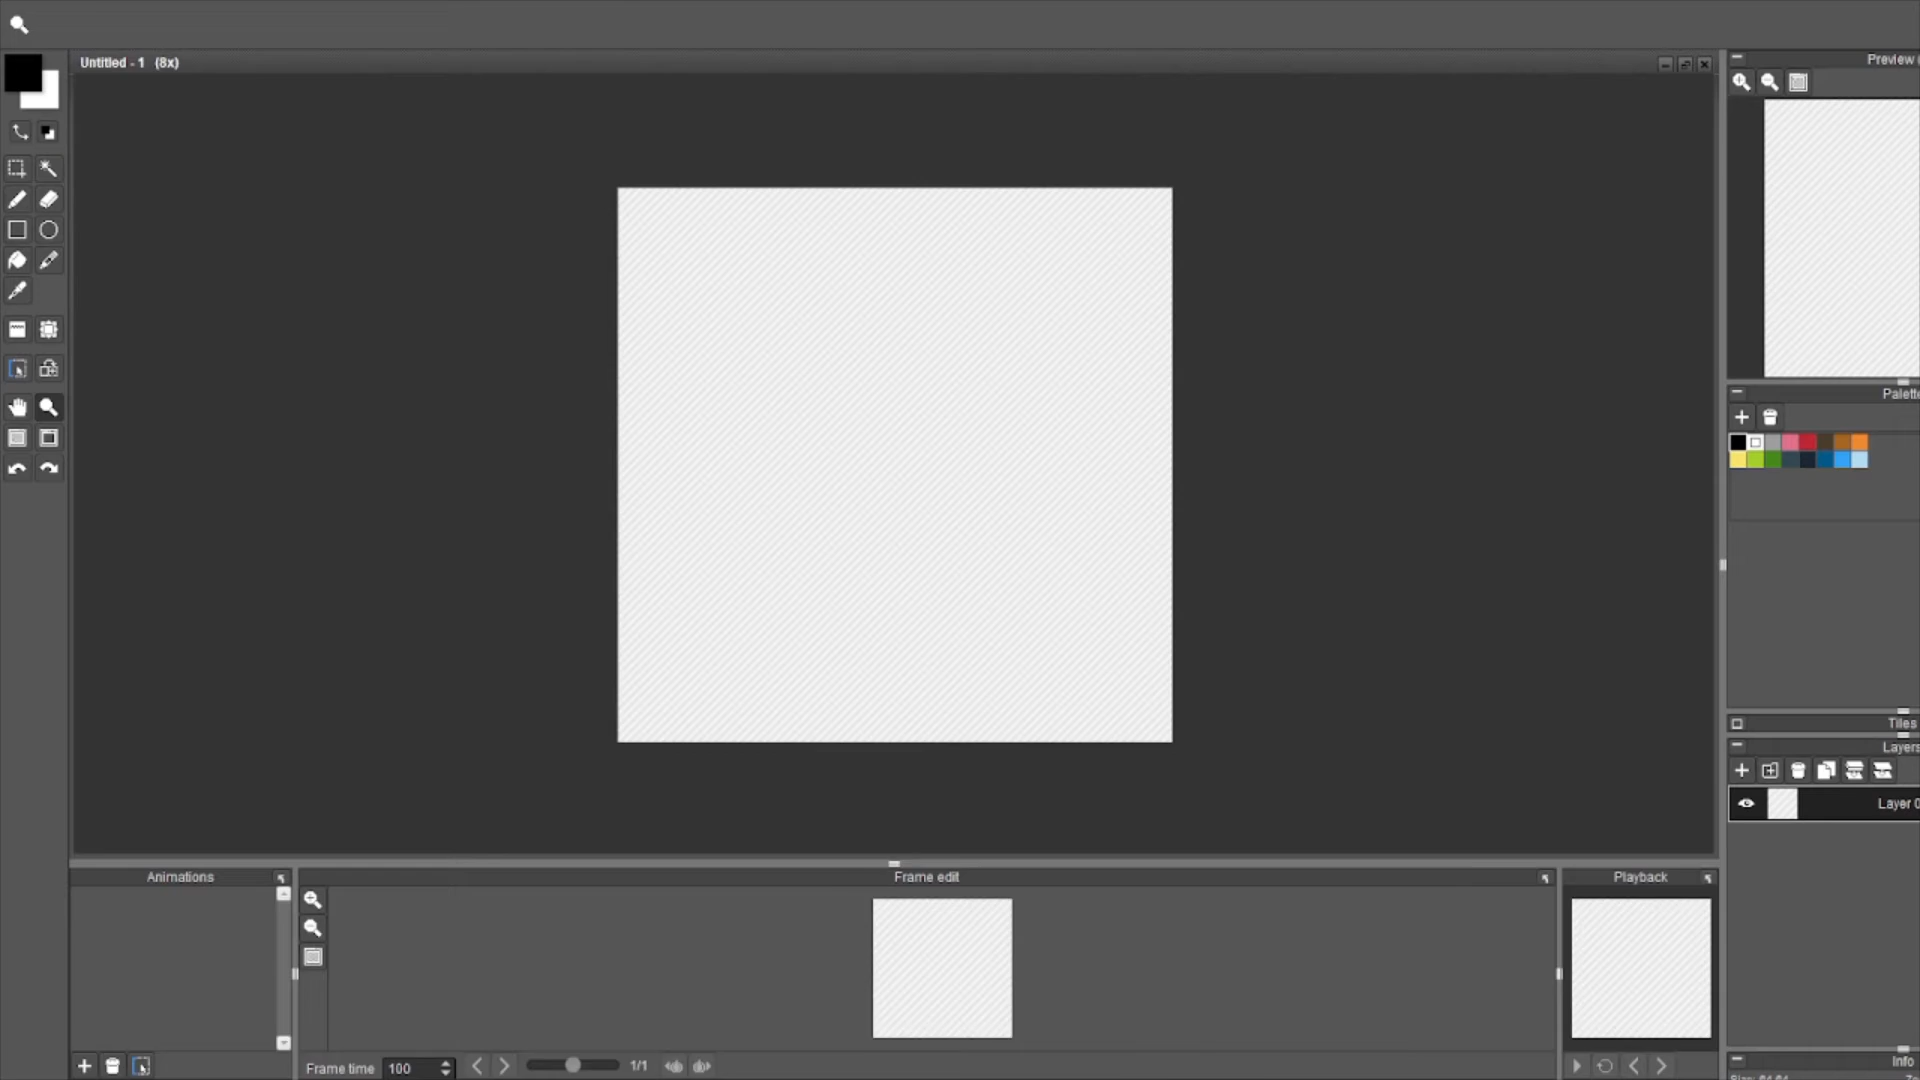 Untitled - 1 (8x)
Preview
Palette
Tiles
Layers
Layer 0
Animations
Frame edit
Playback
Frame time 100
1/1
Info